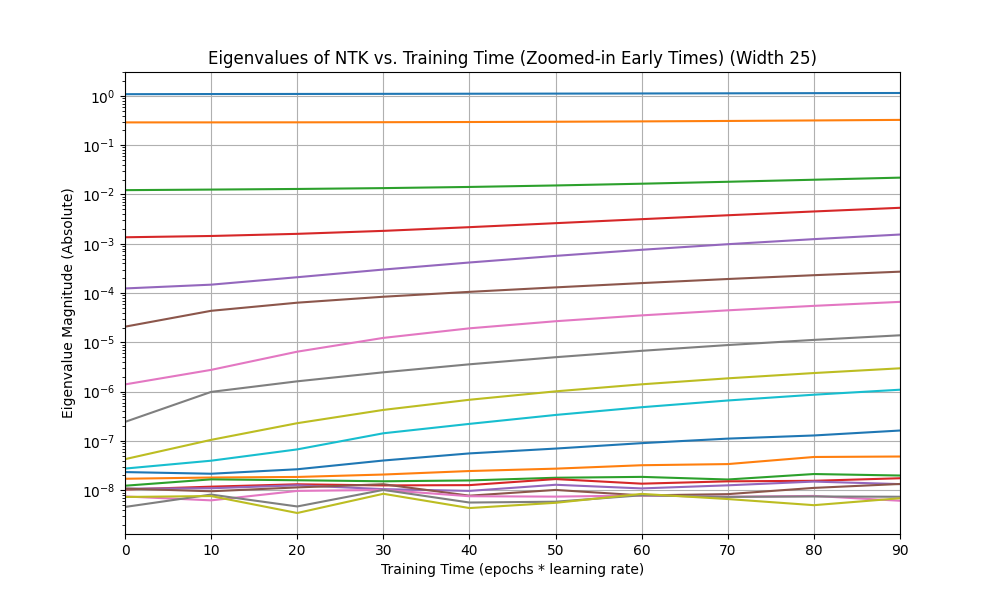 Eigenvalues of NTK vs. Training Time (Zoomed-in Early Times) (Width 25)
Eigenvalue Magnitude (Absolute)
10⁰
10⁻¹
10⁻²
10⁻³
10⁻⁴
10⁻⁵
10⁻⁶
10⁻⁷
10⁻⁸
0 10 20 30 40 50 60 70 80 90
Training Time (epochs * learning rate)